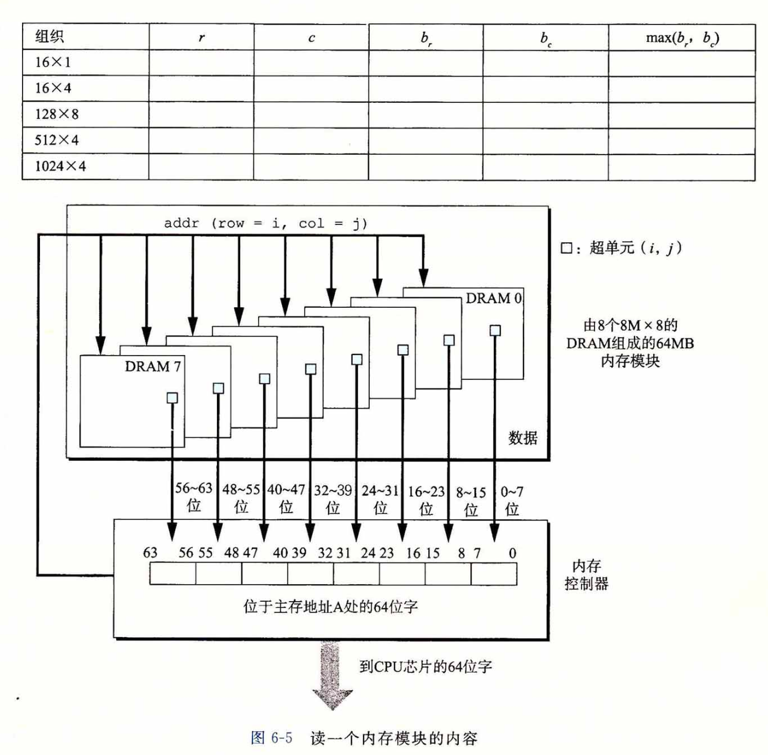 组织 r c b_r b_c max(b_r, b_c)
16×1
16×4
128×8
512×4
1024×4
addr (row = i, col = j)
□：超单元(i, j)
DRAM 0
由8个8M×8的
DRAM组成的64MB
内存模块
DRAM 7
数据
56~63 48~55 40~47 32~39 24~31 16~23 8~15 0~7
位 位 位 位 位 位 位 位
63 56 55 48 47 40 39 32 31 24 23 16 15 8 7 0
内存
控制器
位于主存地址A处的64位字
到CPU芯片的64位字
图 6-5 读一个内存模块的内容